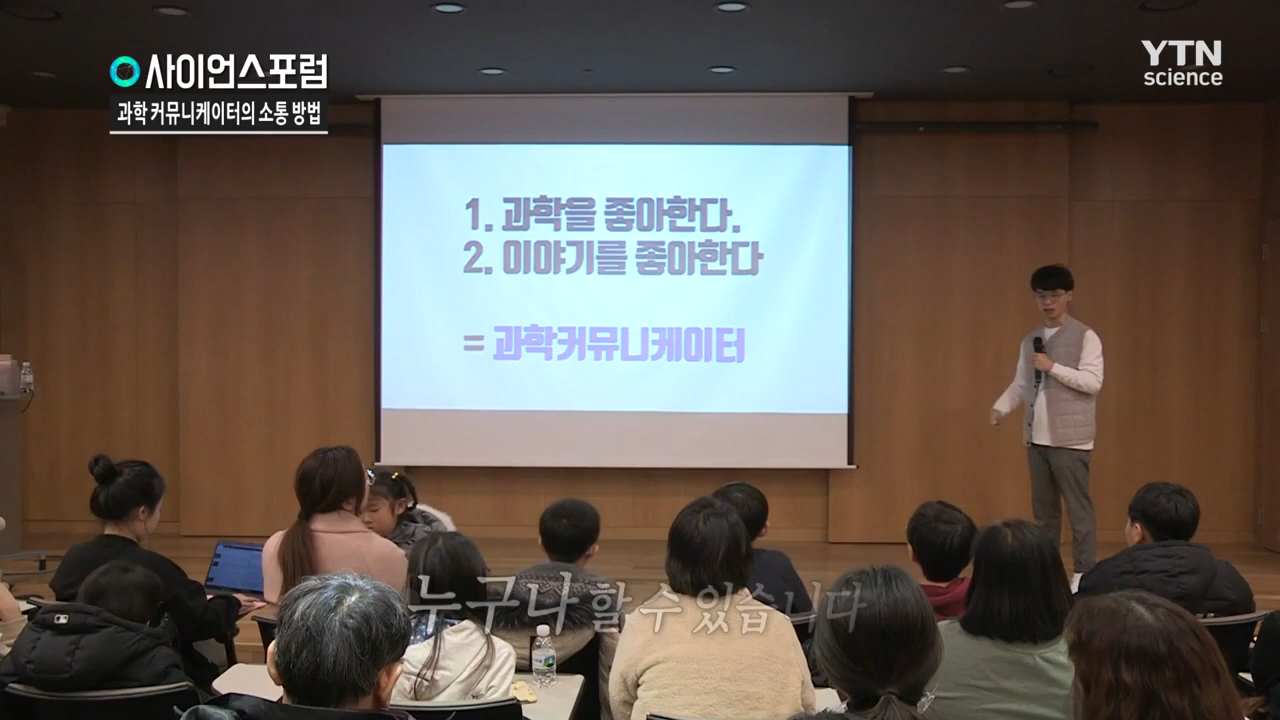 사이언스포럼
과학 커뮤니케이터의 소통 방법
YTN
science
1. 과학을 좋아한다.
2. 이야기를 좋아한다
= 과학커뮤니케이터
누구나 할 수 있습니다